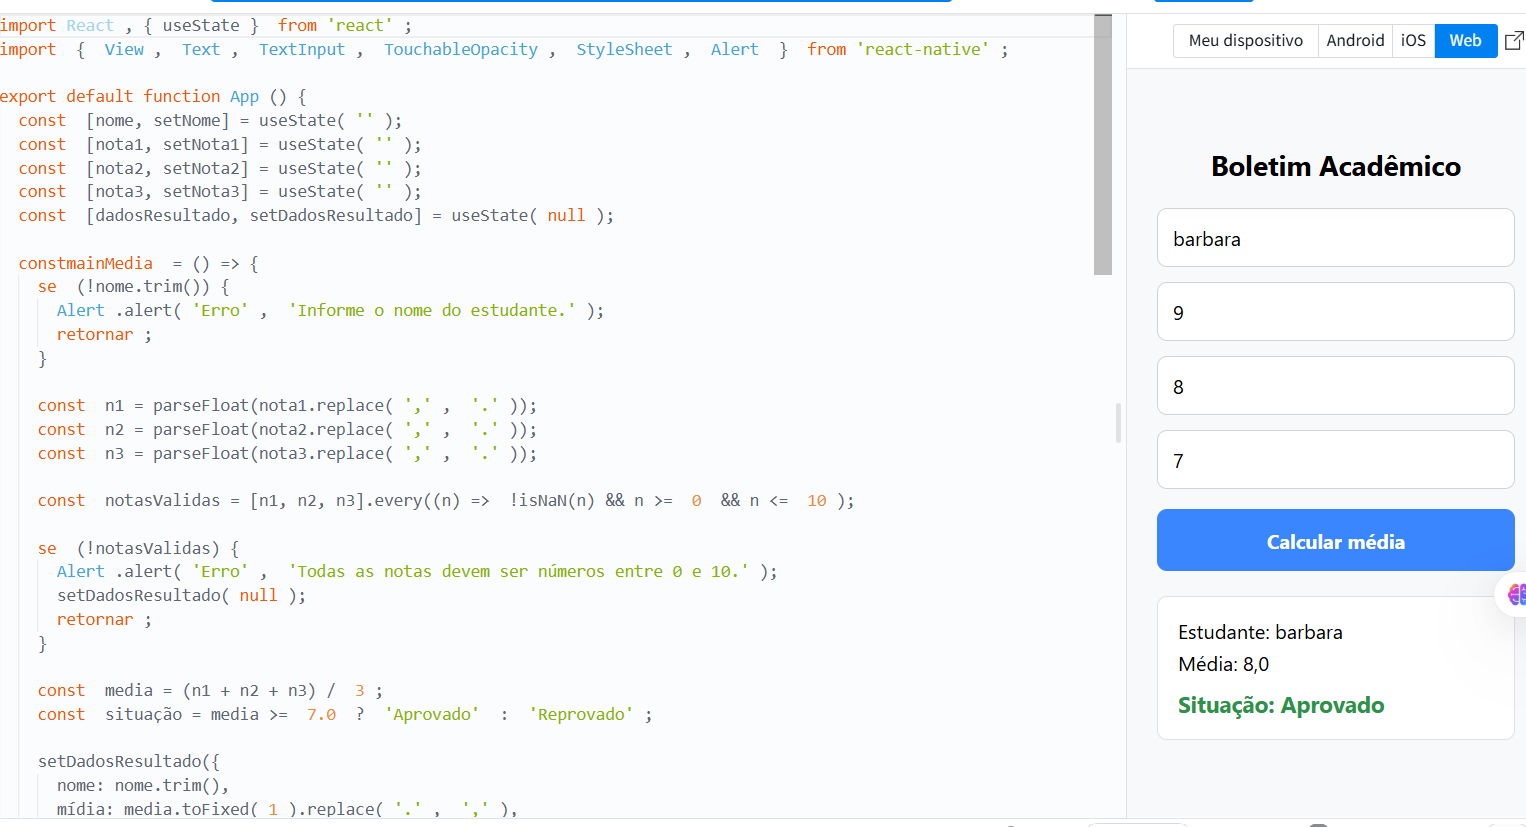 import React , { useState }  from 'react' ;
import  {  View ,  Text ,  TextInput ,  TouchableOpacity ,  StyleSheet ,  Alert  }  from 'react-native' ;
export default function App () {
const  [nome, setNome] = useState( '' );
const  [nota1, setNota1] = useState( '' );
const  [nota2, setNota2] = useState( '' );
const  [nota3, setNota3] = useState( '' );
const  [dadosResultado, setDadosResultado] = useState( null );
constmainMedia  = () => {
se  (!nome.trim()) {
Alert .alert( 'Erro' ,  'Informe o nome do estudante.' );
retornar ;
}
const  n1 = parseFloat(nota1.replace( ',' ,  '.' ));
const  n2 = parseFloat(nota2.replace( ',' ,  '.' ));
const  n3 = parseFloat(nota3.replace( ',' ,  '.' ));
const  notasValidas = [n1, n2, n3].every((n) =>  !isNaN(n) && n >=  0  && n <=  10 );
se  (!notasValidas) {
Alert .alert( 'Erro' ,  'Todas as notas devem ser números entre 0 e 10.' );
setDadosResultado( null );
retornar ;
}
const  media = (n1 + n2 + n3) /  3 ;
const  situação = media >=  7.0  ?  'Aprovado'  :  'Reprovado' ;
setDadosResultado({
nome: nome.trim(),
mídia: media.toFixed( 1 ).replace( '.' ,  ',' ),
Meu dispositivo
Android
iOS
Web
Boletim Acadêmico
barbara
9
8
7
Calcular média
Estudante: barbara
Média: 8,0
Situação: Aprovado